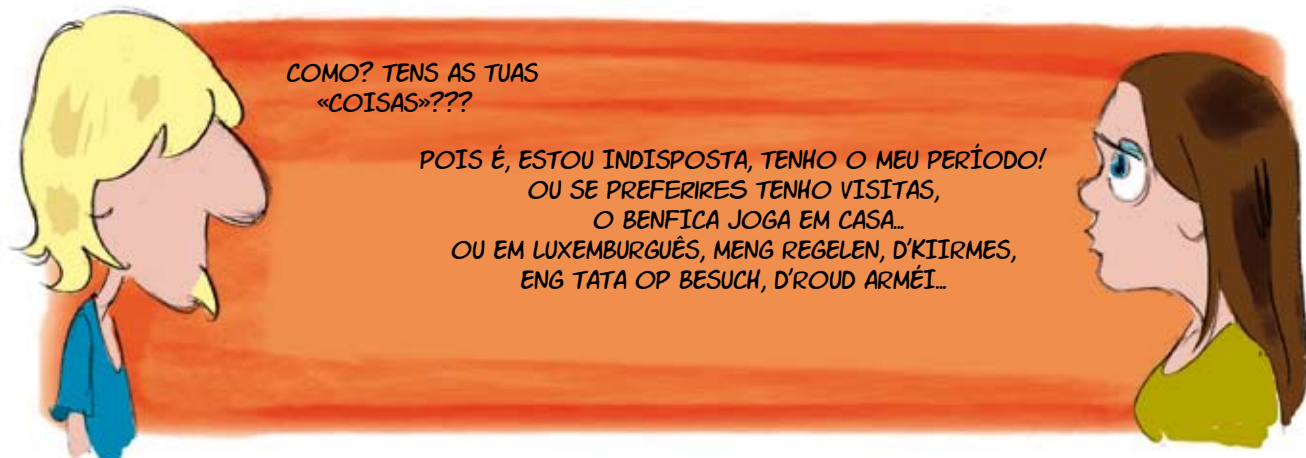 COMO? TENS AS TUAS
«COISAS»???
POIS É, ESTOU INDISPOSTA, TENHO O MEU PERÍODO!
OU SE PREFERIRES TENHO VISITAS,
O BENFICA JOGA EM CASA...
OU EM LUXEMBURGUÊS, MENG REGELEN, D'KIIRMES,
ENG TATA OP BESUCH, D'ROUD ARMÉI...